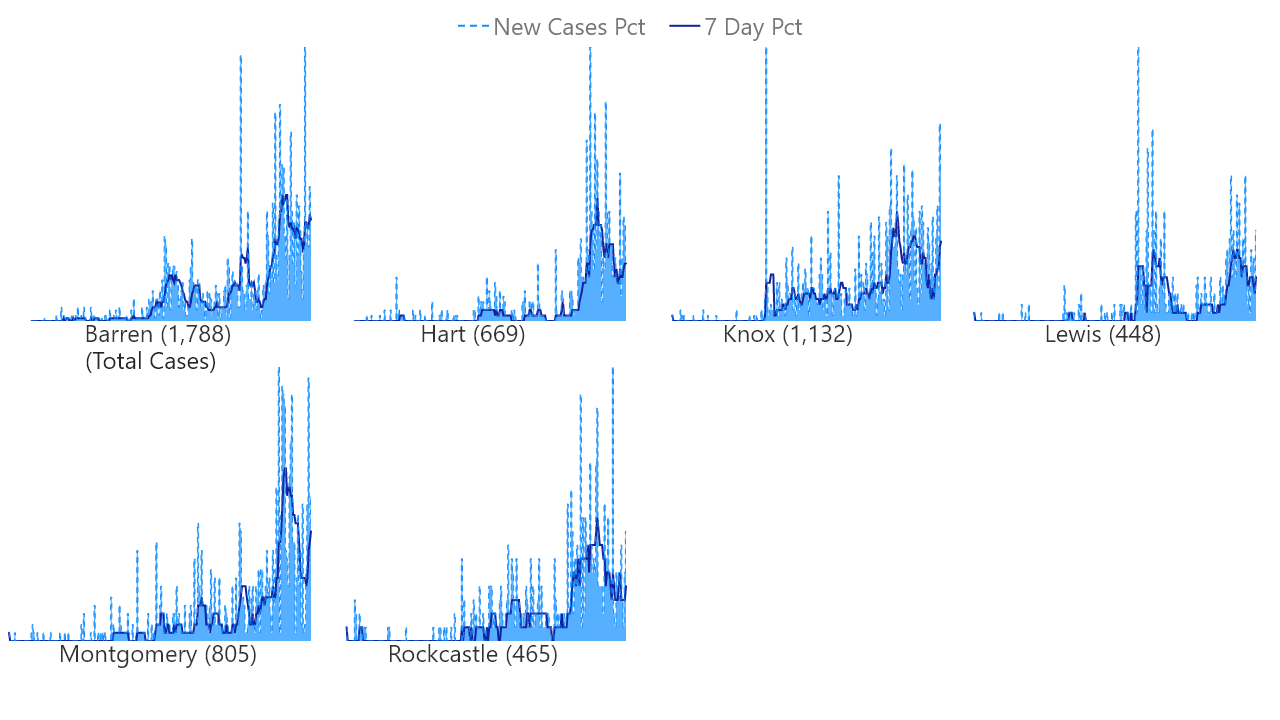 New Cases Pct 7 Day Pct
Barren (1,788)
(Total Cases)
Hart (669)
Knox (1,132)
Lewis (448)
Montgomery (805)
Rockcastle (465)